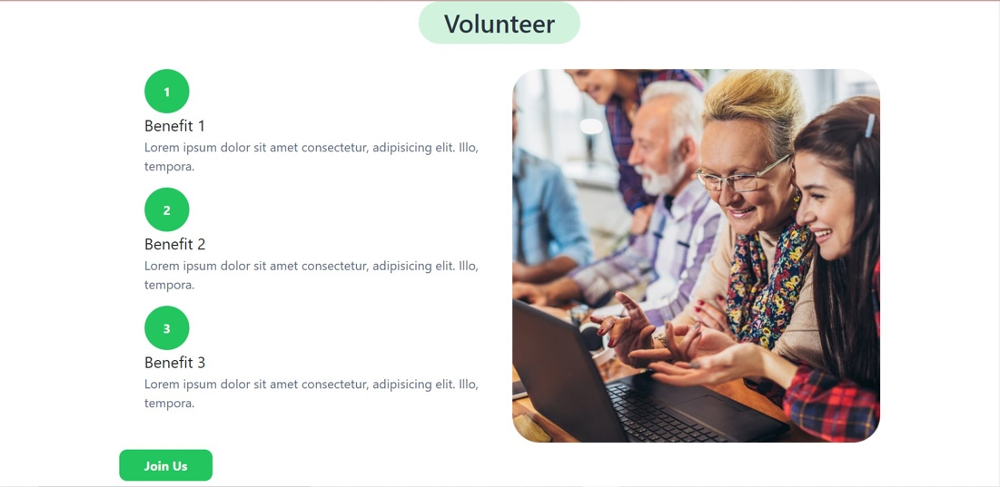 Volunteer
1
Benefit 1
Lorem ipsum dolor sit amet consectetur, adipisicing elit. Illo,
tempora.
2
Benefit 2
Lorem ipsum dolor sit amet consectetur, adipisicing elit. Illo,
tempora.
3
Benefit 3
Lorem ipsum dolor sit amet consectetur, adipisicing elit. Illo,
tempora.
Join Us